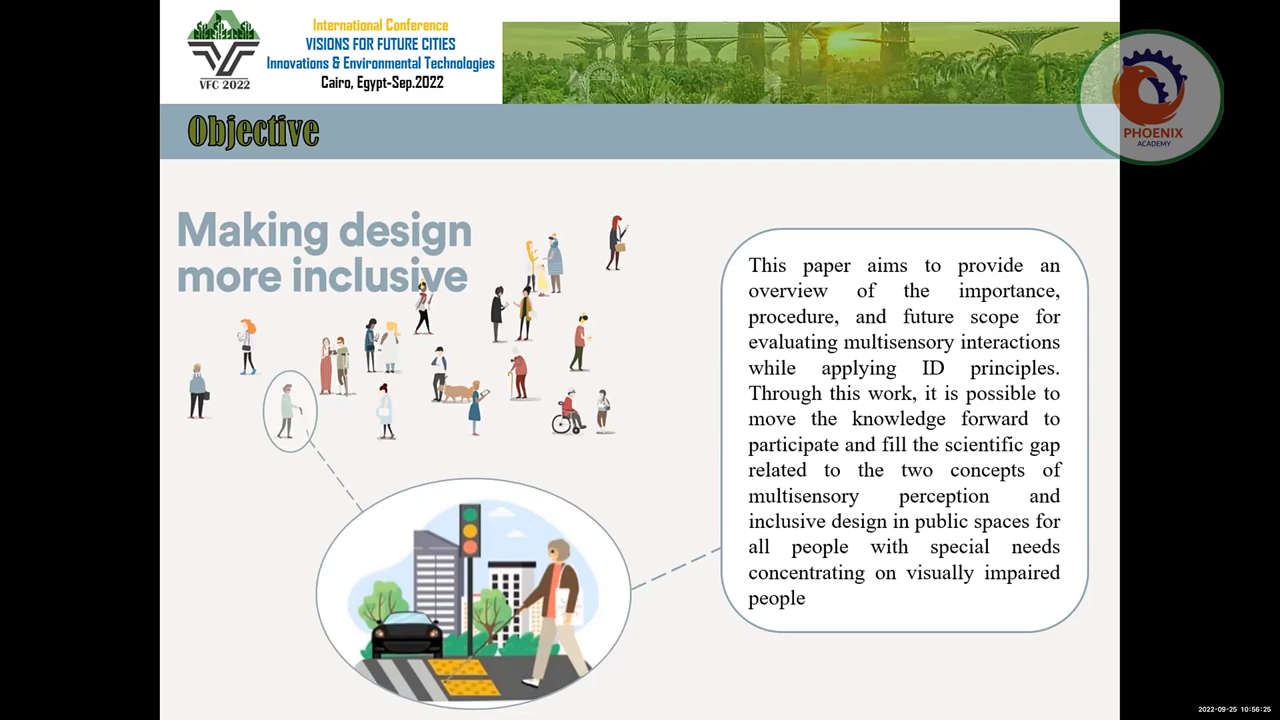 International Conference
VISIONS FOR FUTURE CITIES
Innovations & Environmental Technologies
Cairo, Egypt-Sep.2022
VFC 2022
PHOENIX
ACADEMY
Objective
Making design
more inclusive
This paper aims to provide an
overview of the importance,
procedure, and future scope for
evaluating multisensory interactions
while applying ID principles.
Through this work, it is possible to
move the knowledge forward to
participate and fill the scientific gap
related to the two concepts of
multisensory perception and
inclusive design in public spaces for
all people with special needs
concentrating on visually impaired
people
2022-09-25 10:56:25